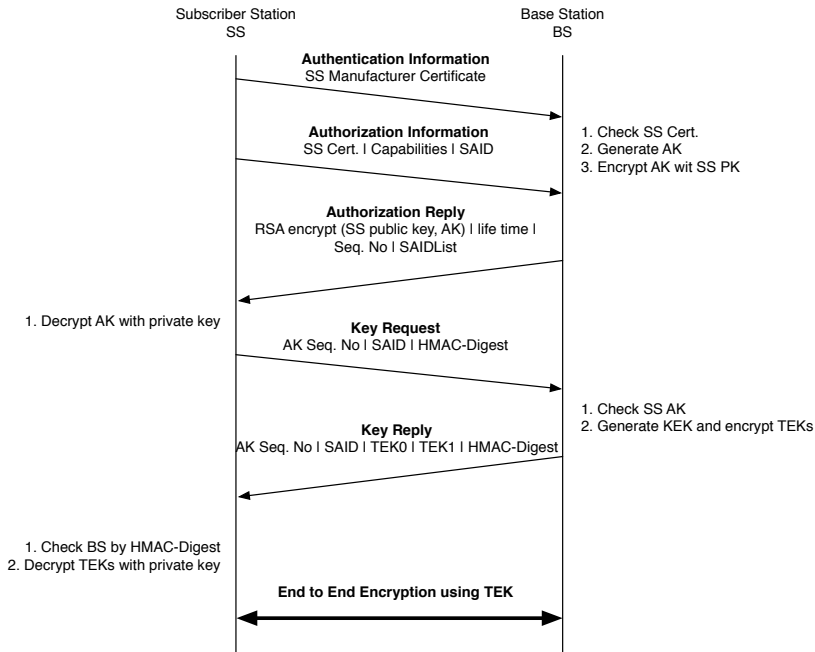 Subscriber Station
SS
Base Station
BS
Authentication Information
SS Manufacturer Certificate
Authorization Information
SS Cert. | Capabilities | SAID
1. Check SS Cert.
2. Generate AK
3. Encrypt AK wit SS PK
Authorization Reply
RSA encrypt (SS public key, AK) | life time |
Seq. No | SAIDList
1. Decrypt AK with private key
Key Request
AK Seq. No | SAID | HMAC-Digest
1. Check SS AK
2. Generate KEK and encrypt TEKs
Key Reply
AK Seq. No | SAID | TEK0 | TEK1 | HMAC-Digest
1. Check BS by HMAC-Digest
2. Decrypt TEKs with private key
End to End Encryption using TEK